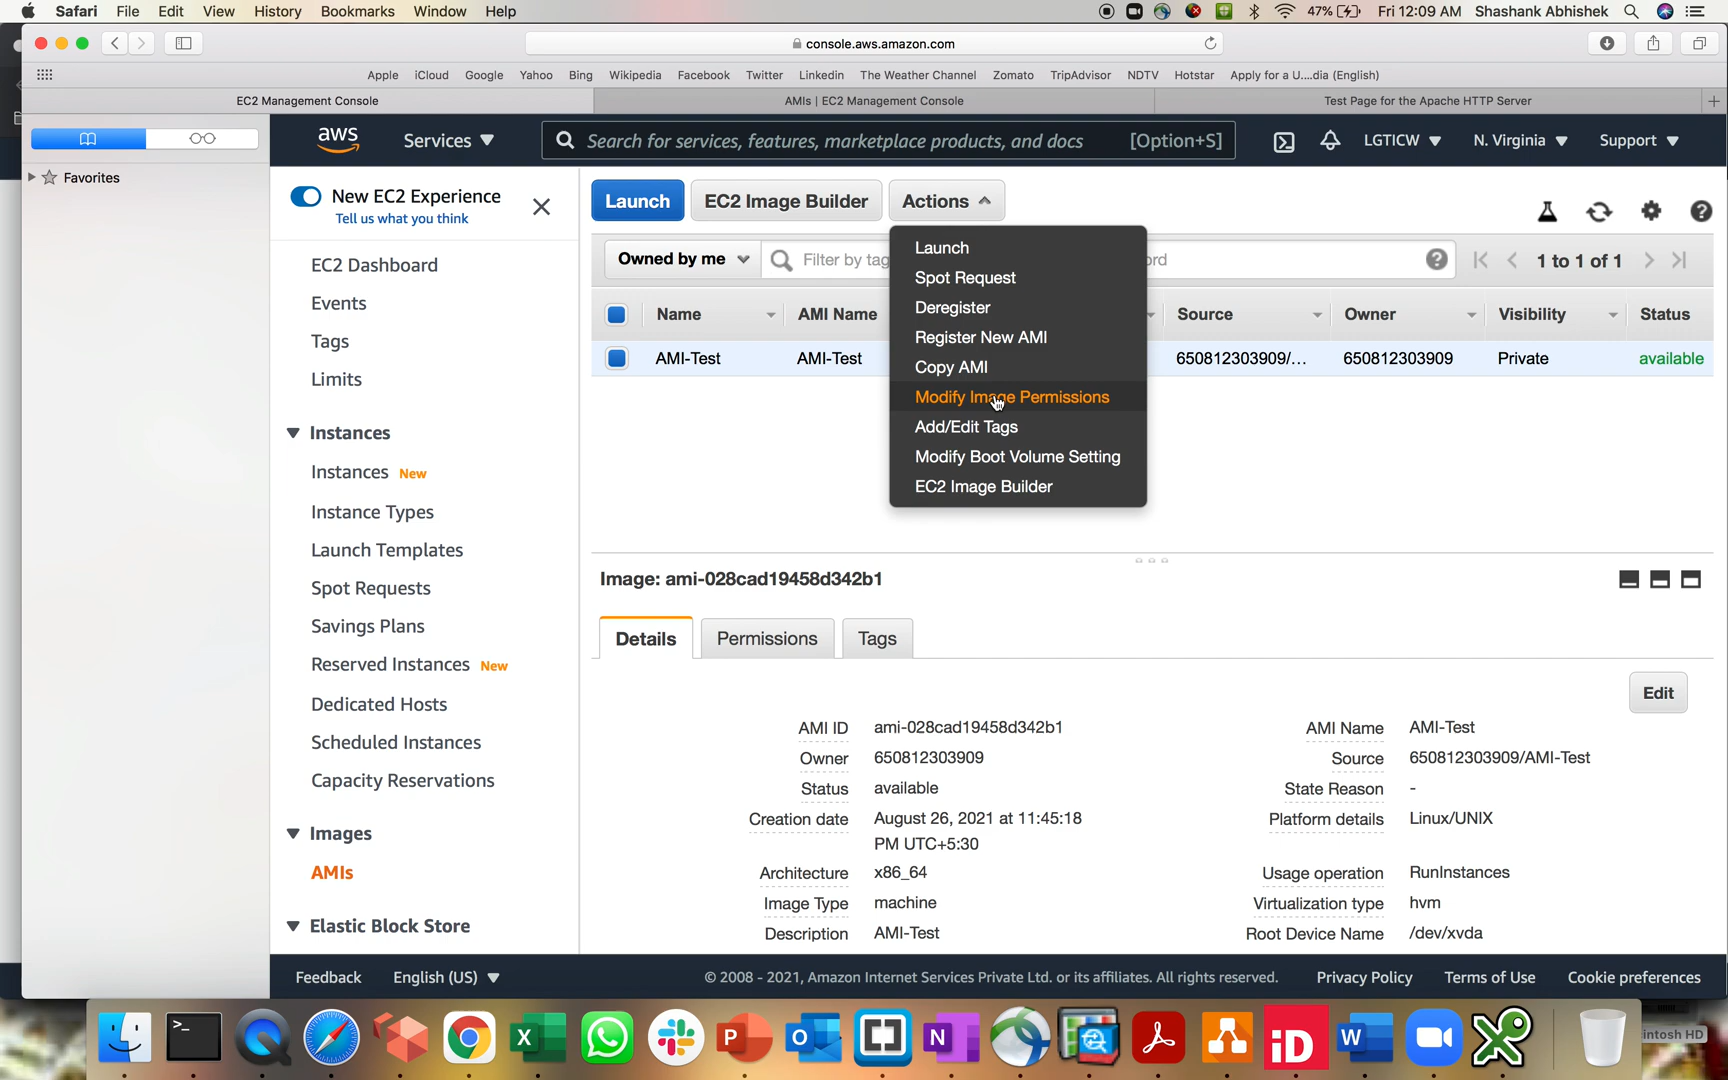 Safari File Edit View History Bookmarks Window Help 47% Fri 12:09 AM Shashank Abhishek
console.aws.amazon.com
Apple iCloud Google Yahoo Bing Wikipedia Facebook Twitter Linkedin The Weather Channel Zomato TripAdvisor NDTV Hotstar Apply for a U....dia (English)
EC2 Management Console AMIs | EC2 Management Console Test Page for the Apache HTTP Server
aws Services Search for services, features, marketplace products, and docs [Option+S] LGTICW N. Virginia Support
Favorites
New EC2 Experience
Tell us what you think
EC2 Dashboard
Events
Tags
Limits
Instances
Instances New
Instance Types
Launch Templates
Spot Requests
Savings Plans
Reserved Instances New
Dedicated Hosts
Scheduled Instances
Capacity Reservations
Images
AMIs
Elastic Block Store
Launch EC2 Image Builder Actions
Owned by me Filter by tag ord 1 to 1 of 1
Name AMI Name Source Owner Visibility Status
AMI-Test AMI-Test 650812303909/... 650812303909 Private available
Launch
Spot Request
Deregister
Register New AMI
Copy AMI
Modify Image Permissions
Add/Edit Tags
Modify Boot Volume Setting
EC2 Image Builder
Image: ami-028cad19458d342b1
Details Permissions Tags
Edit
AMI ID ami-028cad19458d342b1 AMI Name AMI-Test
Owner 650812303909 Source 650812303909/AMI-Test
Status available State Reason -
Creation date August 26, 2021 at 11:45:18 Platform details Linux/UNIX
PM UTC+5:30
Architecture x86_64 Usage operation RunInstances
Image Type machine Virtualization type hvm
Description AMI-Test Root Device Name /dev/xvda
Feedback English (US) © 2008 - 2021, Amazon Internet Services Private Ltd. or its affiliates. All rights reserved. Privacy Policy Terms of Use Cookie preferences
intosh HD